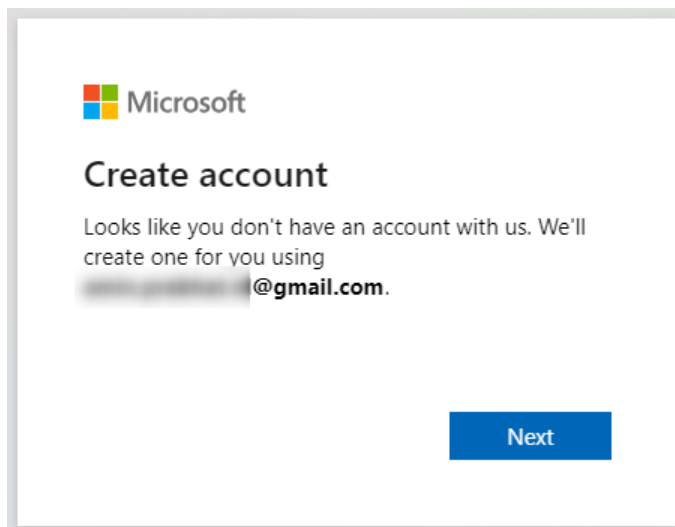 Microsoft
Create account
Looks like you don't have an account with us. We'll
create one for you using
@gmail.com.
Next